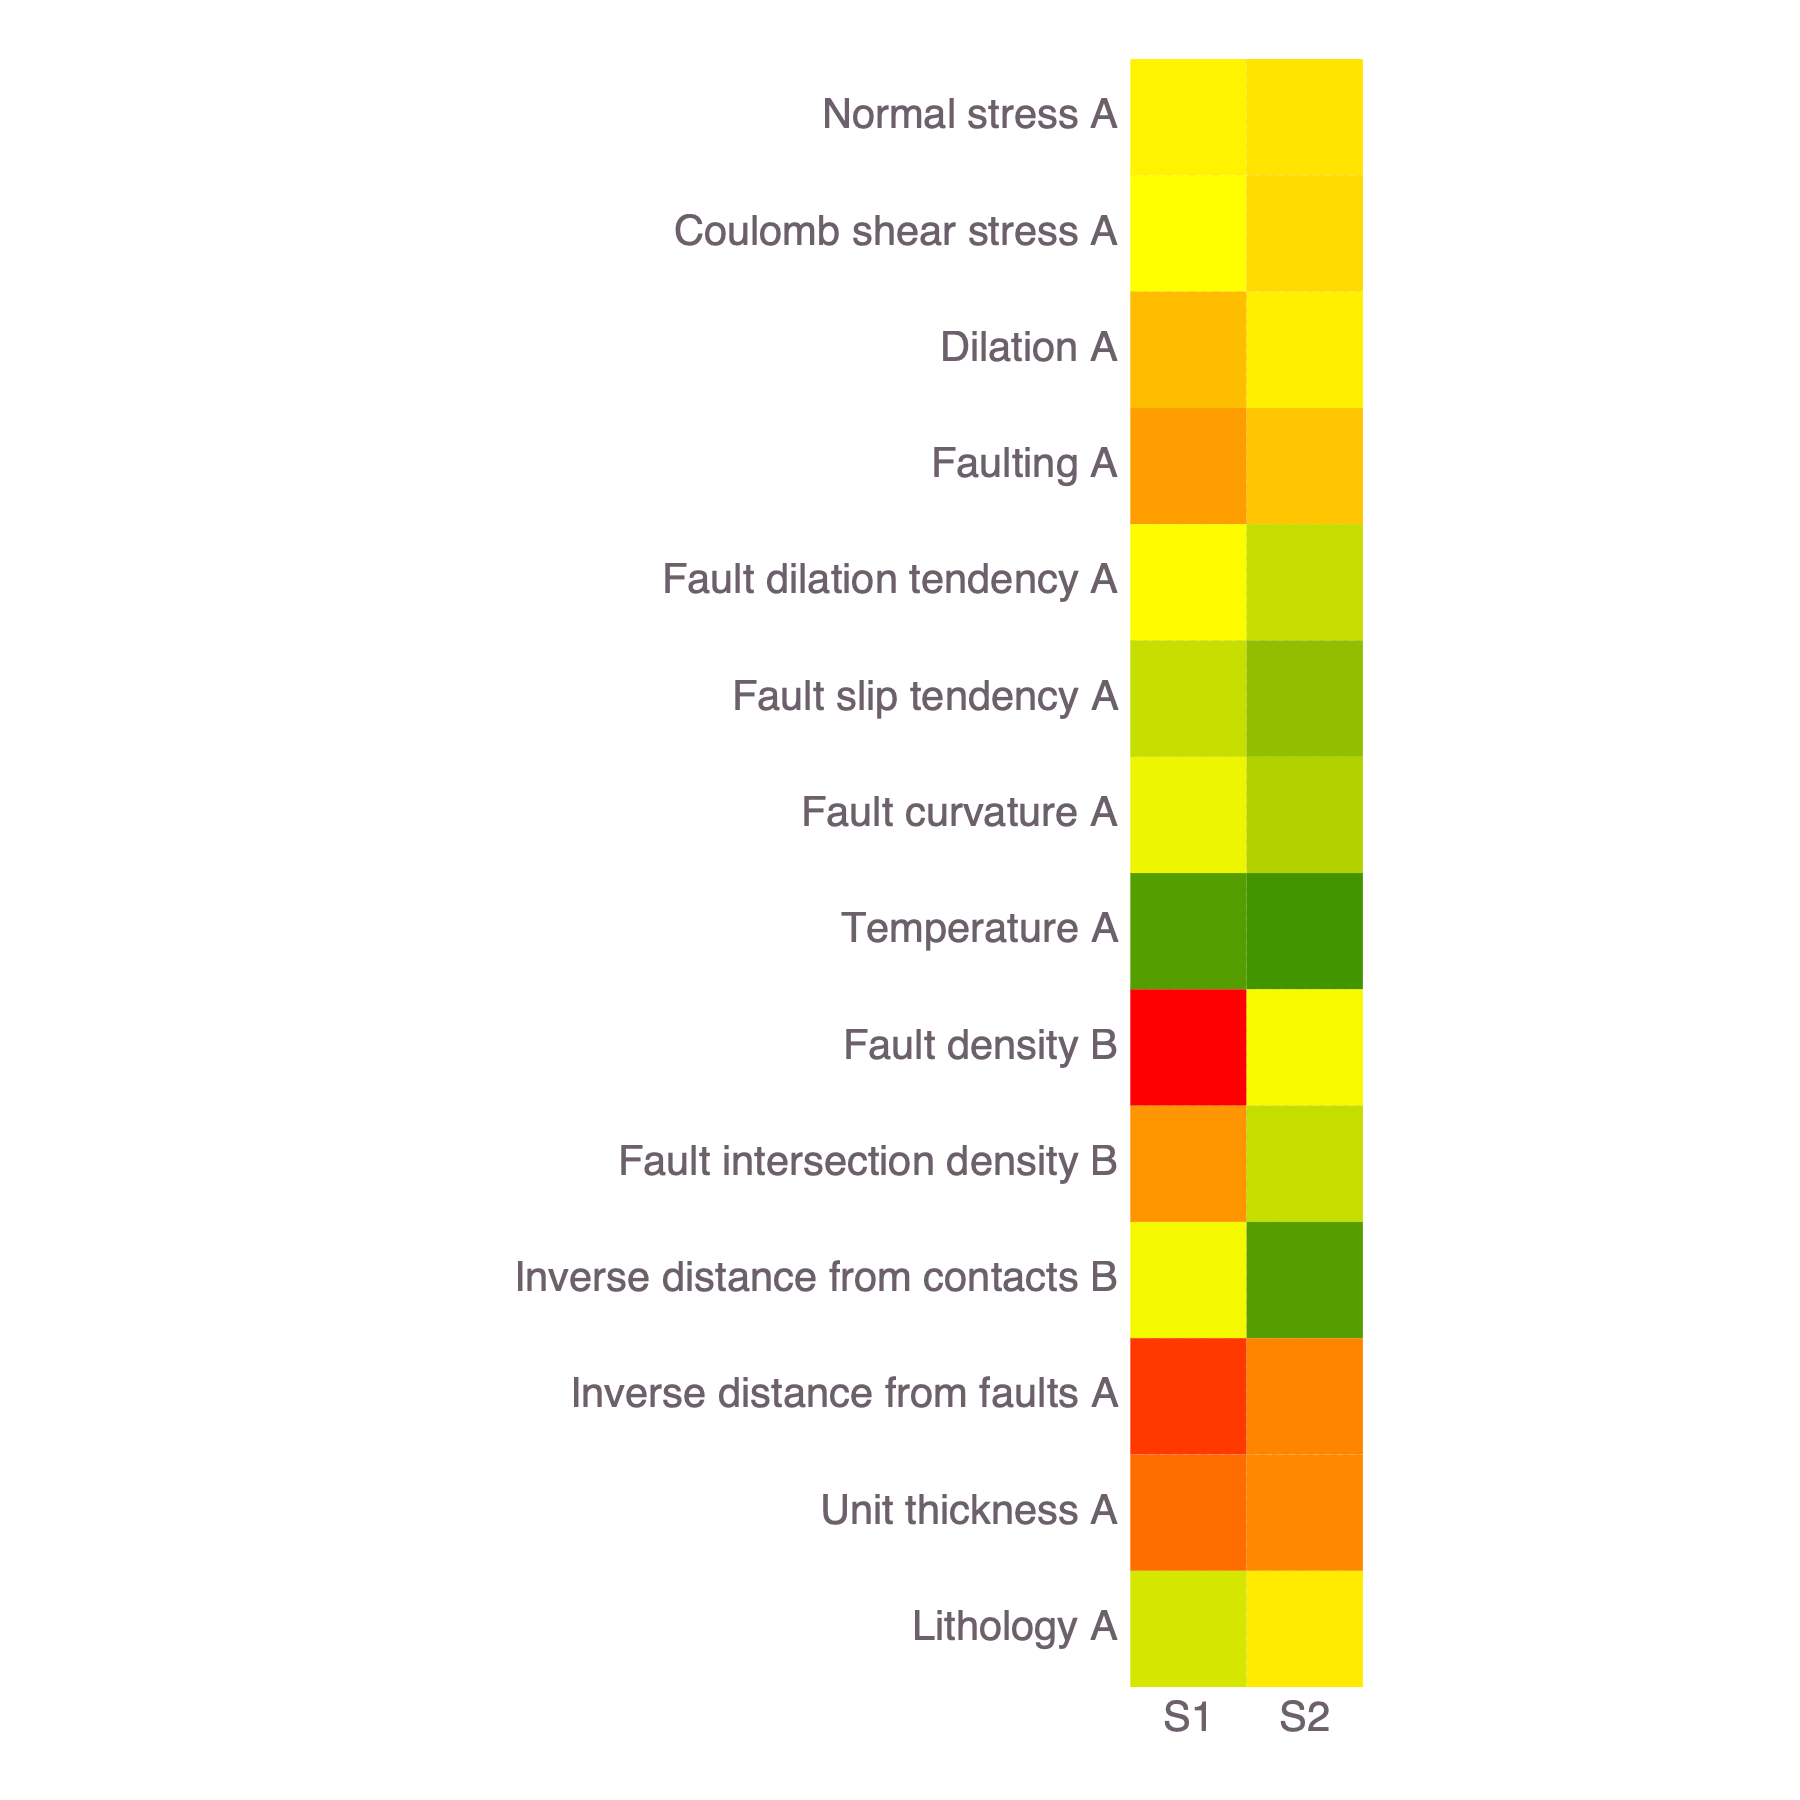 Normal stress A
Coulomb shear stress A
Dilation A
Faulting A
Fault dilation tendency A
Fault slip tendency A
Fault curvature A
Temperature A
Fault density B
Fault intersection density B
Inverse distance from contacts B
Inverse distance from faults A
Unit thickness A
Lithology A
S1 S2